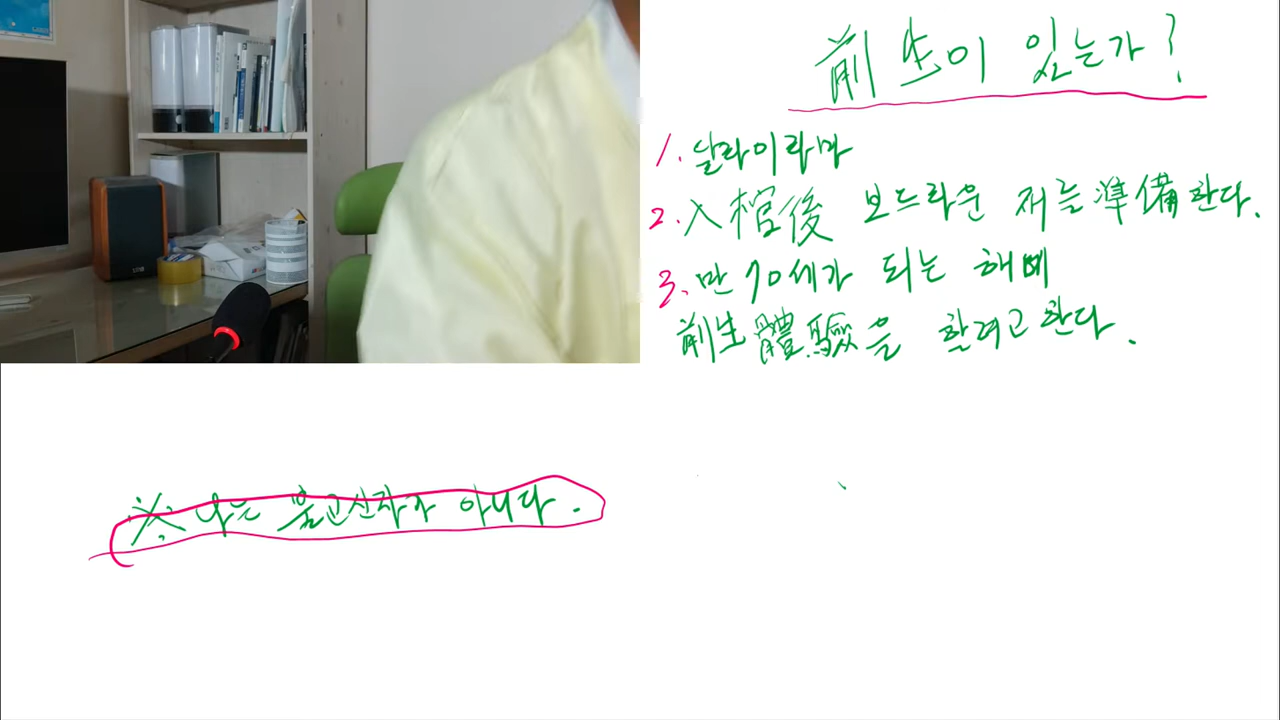 前生이 있는가?
1. 달라이라마
2. 入棺後 보드라운 재를 準備한다.
3. 만 70세가 되는 해에
前生體驗을 할려고 한다.
※ 나는 불교신자가 아니다.